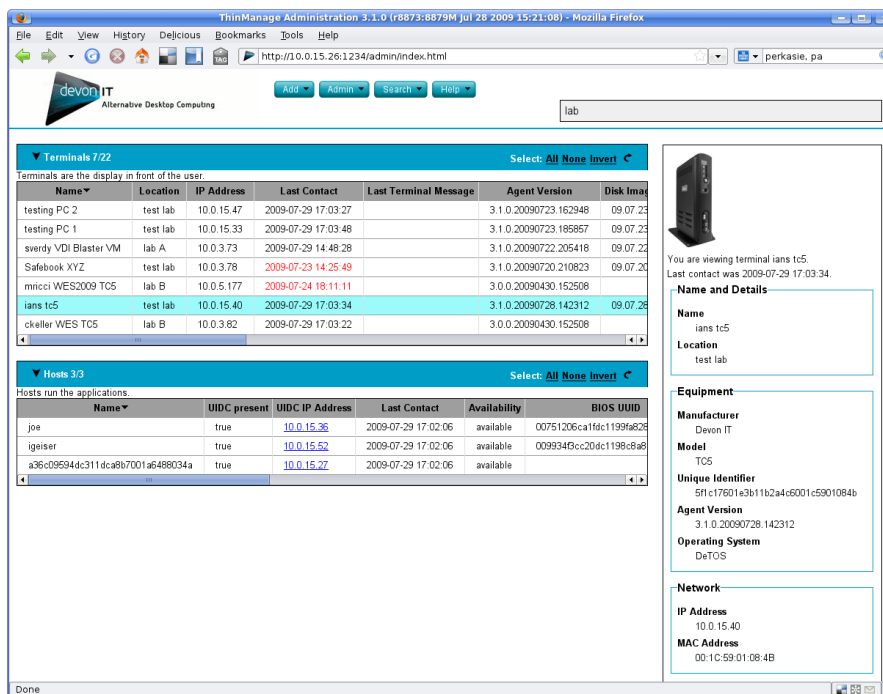 ThinManage Administration 3.1.0 (r8873:8879M Jul 28 2009 15:21:08) - Mozilla Firefox
File Edit View History Delicious Bookmarks Tools Help
TAG http://10.0.15.26:1234/admin/index.html perkasie, pa
devon IT
Alternative Desktop Computing
Add Admin Search Help
lab
Terminals 7/22 Select: All None Invert
Terminals are the display in front of the user.
Name Location IP Address Last Contact Last Terminal Message Agent Version Disk Imag
testing PC 2 test lab 10.0.15.47 2009-07-29 17:03:27 3.1.0.20090723.162948 09.07.23
testing PC 1 test lab 10.0.15.33 2009-07-29 17:03:48 3.1.0.20090723.185857 09.07.23
sverdy VDI Blaster VM lab A 10.0.3.73 2009-07-29 14:48:28 3.1.0.20090722.205418 09.07.22
Safebook XYZ test lab 10.0.3.78 2009-07-23 14:25:49 3.1.0.20090720.210823 09.07.20
mricci WES2009 TC5 lab B 10.0.5.177 2009-07-24 18:11:11 3.0.0.20090430.152508
ians tc5 test lab 10.0.15.40 2009-07-29 17:03:34 3.1.0.20090728.142312 09.07.28
ckeller WES TC5 lab B 10.0.3.82 2009-07-29 17:03:22 3.0.0.20090430.152508
Hosts 3/3 Select: All None Invert
Hosts run the applications.
Name UIDC present UIDC IP Address Last Contact Availability BIOS UUID
joe true 10.0.15.36 2009-07-29 17:02:06 available 00751206ca1fdc1199fa828
igeiser true 10.0.15.52 2009-07-29 17:02:06 available 009934f3cc20dc1198c8a8
a36c09594dc311dca8b7001a6488034a true 10.0.15.27 2009-07-29 17:02:06 available
You are viewing terminal ians tc5.
Last contact was 2009-07-29 17:03:34.
Name and Details
Name
ians tc5
Location
test lab
Equipment
Manufacturer
Devon IT
Model
TC5
Unique Identifier
5f1c17601e3b11b2a4c6001c5901084b
Agent Version
3.1.0.20090728.142312
Operating System
DeTOS
Network
IP Address
10.0.15.40
MAC Address
00:1C:59:01:08:4B
Done